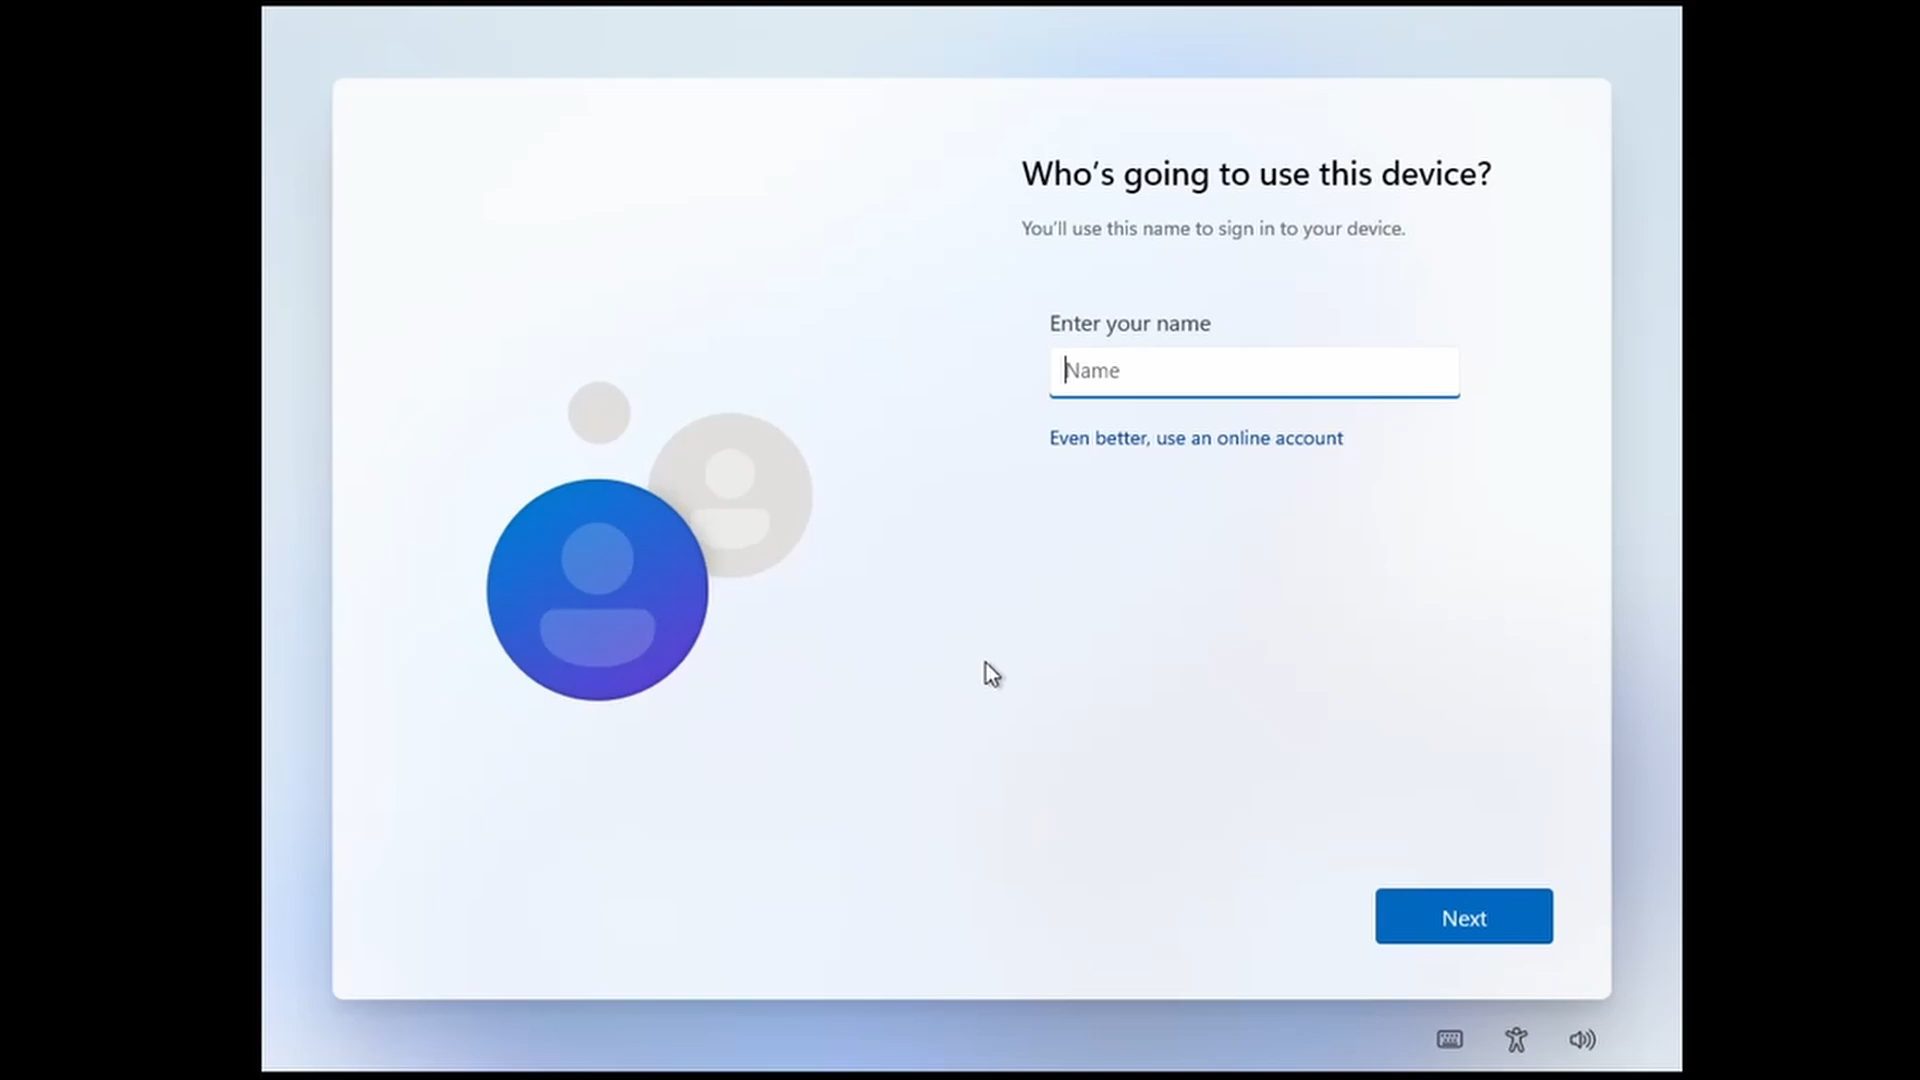 Who’s going to use this device?
You’ll use this name to sign in to your device.
Enter your name
Name
Even better, use an online account
Next